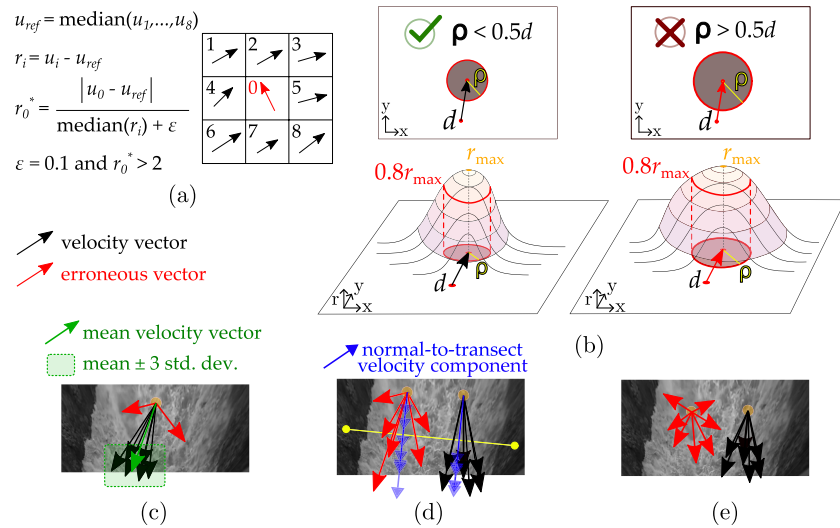 u_ref = median(u_1,...,u_8)
r_i = u_i - u_ref
r_0^* = |u_0 - u_ref| / median(r_i) + ε
ε = 0.1 and r_0^* > 2
1 2 3
4 0 5
6 7 8
(a)
velocity vector
erroneous vector
ρ < 0.5d
ρ
d
y
x
ρ > 0.5d
ρ
d
y
x
r_max
0.8r_max
ρ
d
r y
x
r_max
0.8r_max
ρ
d
r y
x
(b)
mean velocity vector
mean ± 3 std. dev.
(c)
normal-to-transect
velocity component
(d)
(e)